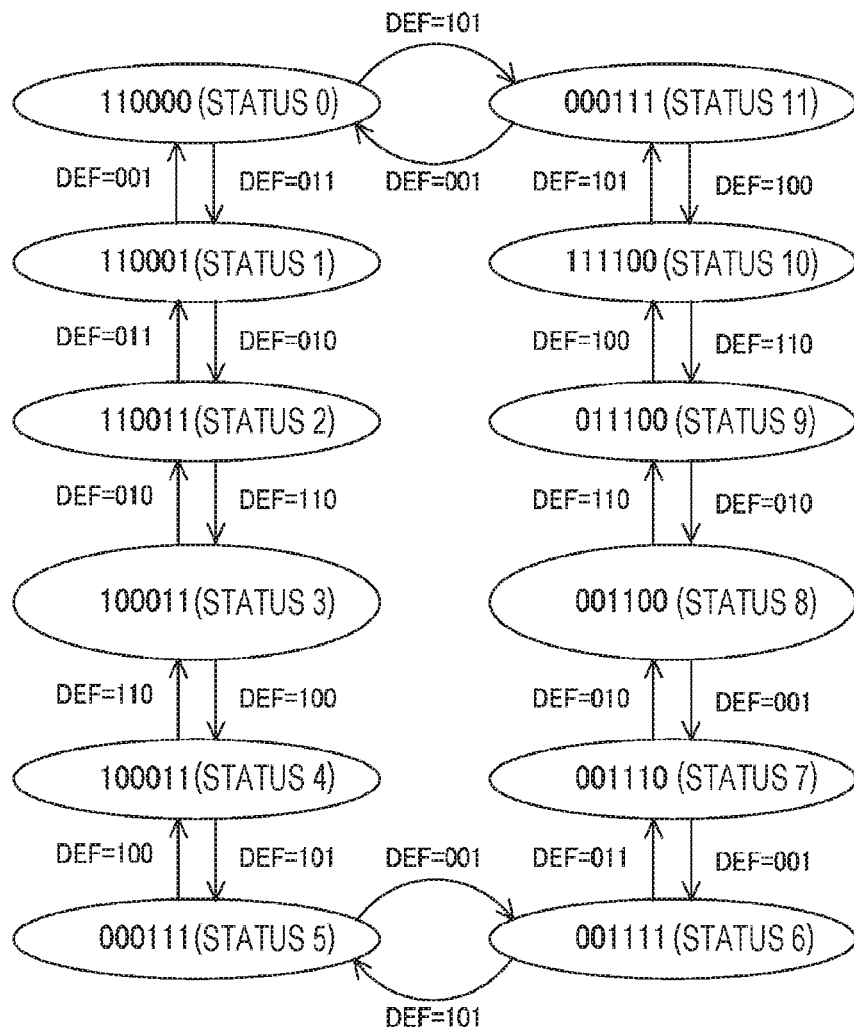 DEF=101
110000 (STATUS 0)
000111 (STATUS 11)
DEF=001
DEF=001
DEF=011
DEF=101
DEF=100
110001 (STATUS 1)
111100 (STATUS 10)
DEF=011
DEF=010
DEF=100
DEF=110
110011 (STATUS 2)
011100 (STATUS 9)
DEF=010
DEF=110
DEF=110
DEF=010
100011 (STATUS 3)
001100 (STATUS 8)
DEF=110
DEF=100
DEF=010
DEF=001
100011 (STATUS 4)
001110 (STATUS 7)
DEF=100
DEF=101
DEF=001
DEF=011
DEF=001
000111 (STATUS 5)
001111 (STATUS 6)
DEF=101